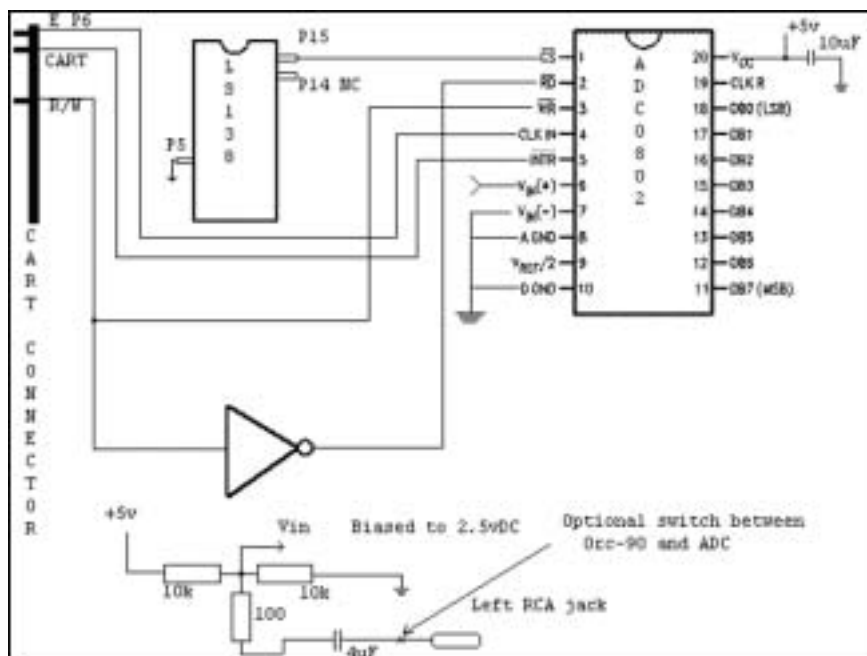 E P6
CART
R/W
CART CONNECTOR
P15
P14 NC
P5
LS138
ADC0802
CS
RD
WR
CLK IN
INTR
VIN(+)
VIN(-)
A GND
VREF/2
D GND
1
2
3
4
5
6
7
8
9
10
20
19
18
17
16
15
14
13
12
11
VCC
CLK R
DB0 (LSB)
DB1
DB2
DB3
DB4
DB5
DB6
DB7 (MSB)
+5v
10uF
+5v
Vin
Biased to 2.5vDC
Optional switch between
Orc-90 and ADC
10k
10k
100
Left RCA jack
4uF